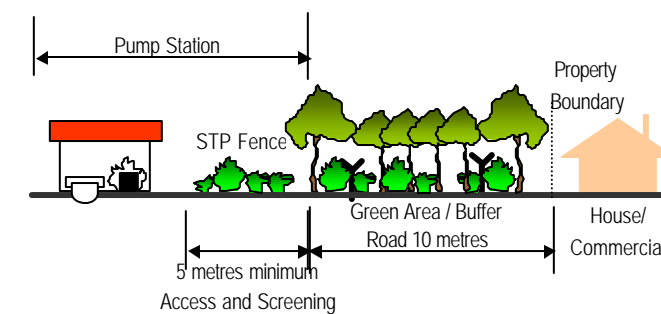 Pump Station
Property
Boundary
STP Fence
Green Area / Buffer
Road 10 metres
House/
Commercia
5 metres minimum
Access and Screening